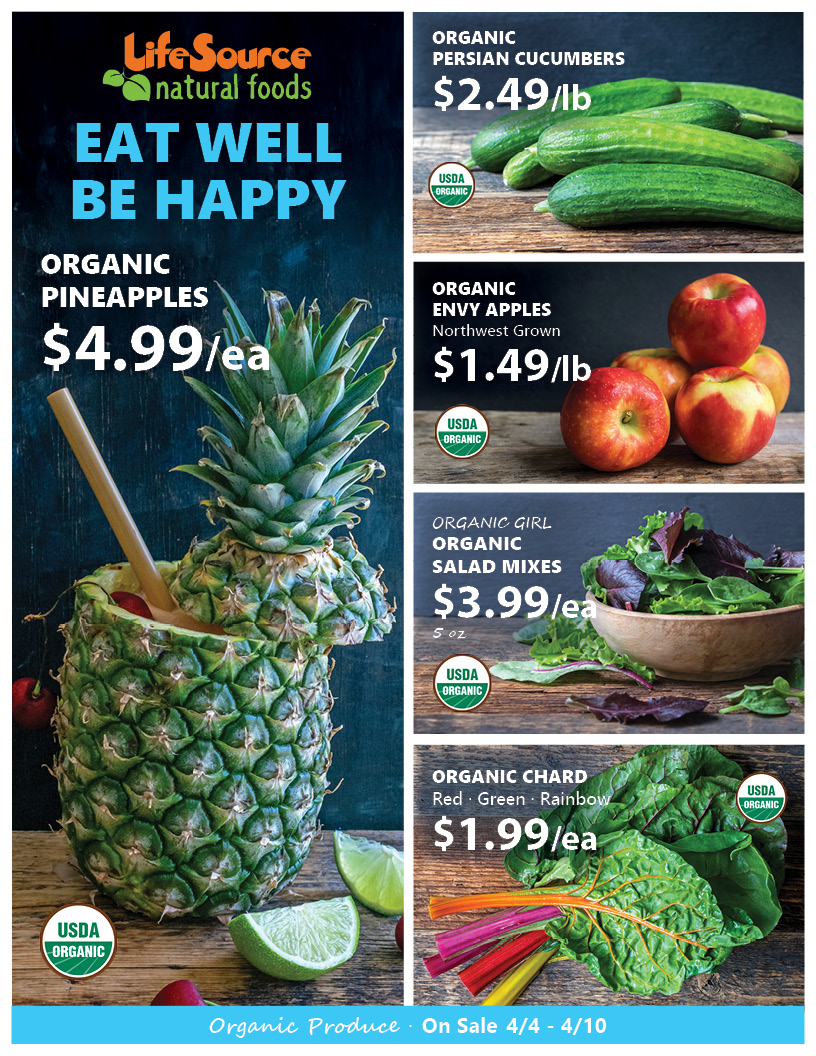 LifeSource
natural foods
EAT WELL
BE HAPPY
ORGANIC
PINEAPPLES
$4.99/ea
USDA
ORGANIC
ORGANIC
PERSIAN CUCUMBERS
$2.49/lb
USDA
ORGANIC
ORGANIC
ENVY APPLES
Northwest Grown
$1.49/lb
USDA
ORGANIC
ORGANIC GIRL
ORGANIC
SALAD MIXES
$3.99/ea
5 oz
USDA
ORGANIC
ORGANIC CHARD
Red · Green · Rainbow
$1.99/ea
USDA
ORGANIC
Organic Produce · On Sale 4/4 - 4/10